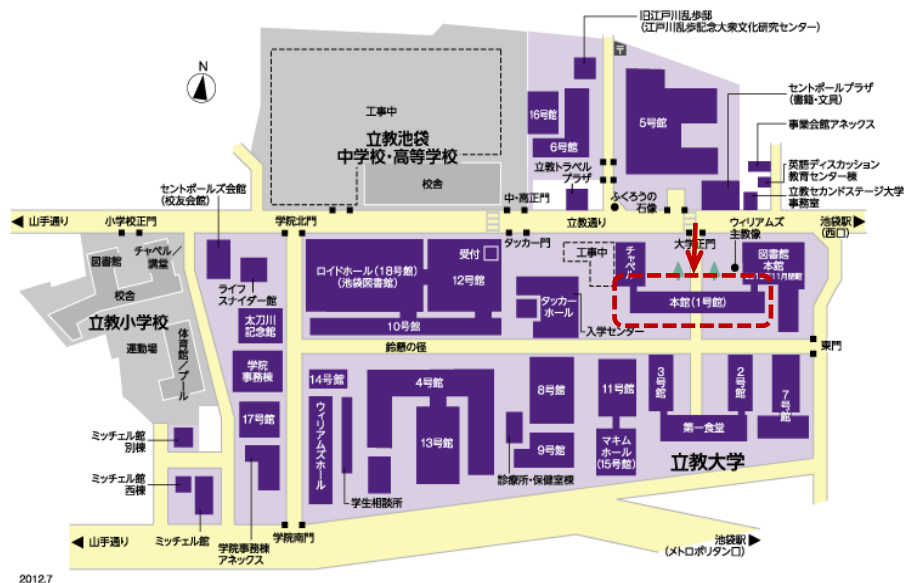 旧江戸川乱歩邸
(江戸川乱歩記念大衆文化研究センター)
N
〒
セントポールプラザ
(書籍・文具)
工事中
16号館
5号館
事業会館アネックス
立教池袋
中学校・高等学校
6号館
英語ディスカッション
教育センター棟
立教トラベル
プラザ
校舎
立教セカンドステージ大学
事務室
セントポールズ会館
(校友会館)
中・高正門
ふくろうの
石像
山手通り
小学校正門
学院北門
立教通り
ウィリアムズ
主教像
池袋駅
(西口)
タッカー門
大学正門
チャペル/
講堂
図書館
受付
工事中
チャペル
図書館
本館
11月閉館
ロイドホール(18号館)
(池袋図書館)
12号館
ライフ
スナイダー館
校舎
タッカー
ホール
本館(1号館)
立教小学校
太刀川
記念館
10号館
入学センター
運動場
体育館/プール
鈴懸の径
東門
学院
事務棟
14号館
4号館
8号館
11号館
3号館
2号館
7号館
17号館
ウィリアムズホール
13号館
第一食堂
ミッチェル館
別棟
9号館
マキム
ホール
(15号館)
立教大学
ミッチェル館
西棟
診療所・保健室棟
学生相談所
山手通り
ミッチェル館
学院事務棟
アネックス
学院南門
池袋駅
(メトロポリタン口)
2012.7